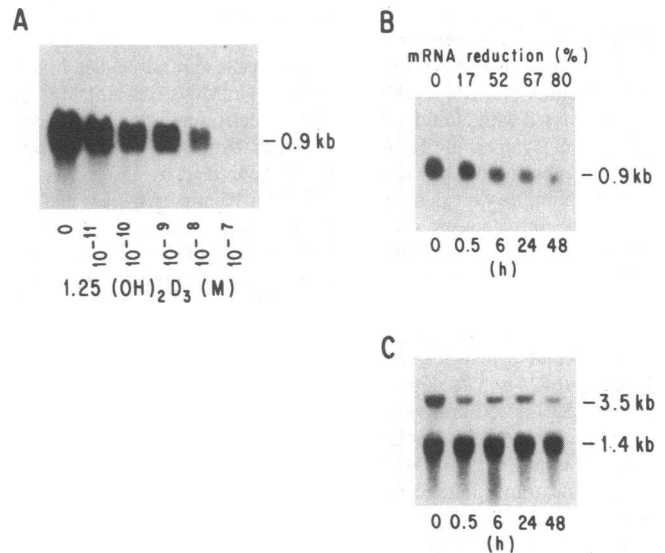 A
-0.9 kb
0 10-11 10-10 10-9 10-8 10-7
1.25 (OH)2 D3 (M)
B
mRNA reduction (%)
0 17 52 67 80
-0.9 kb
0 0.5 6 24 48
(h)
C
-3.5 kb
-1.4 kb
0 0.5 6 24 48
(h)